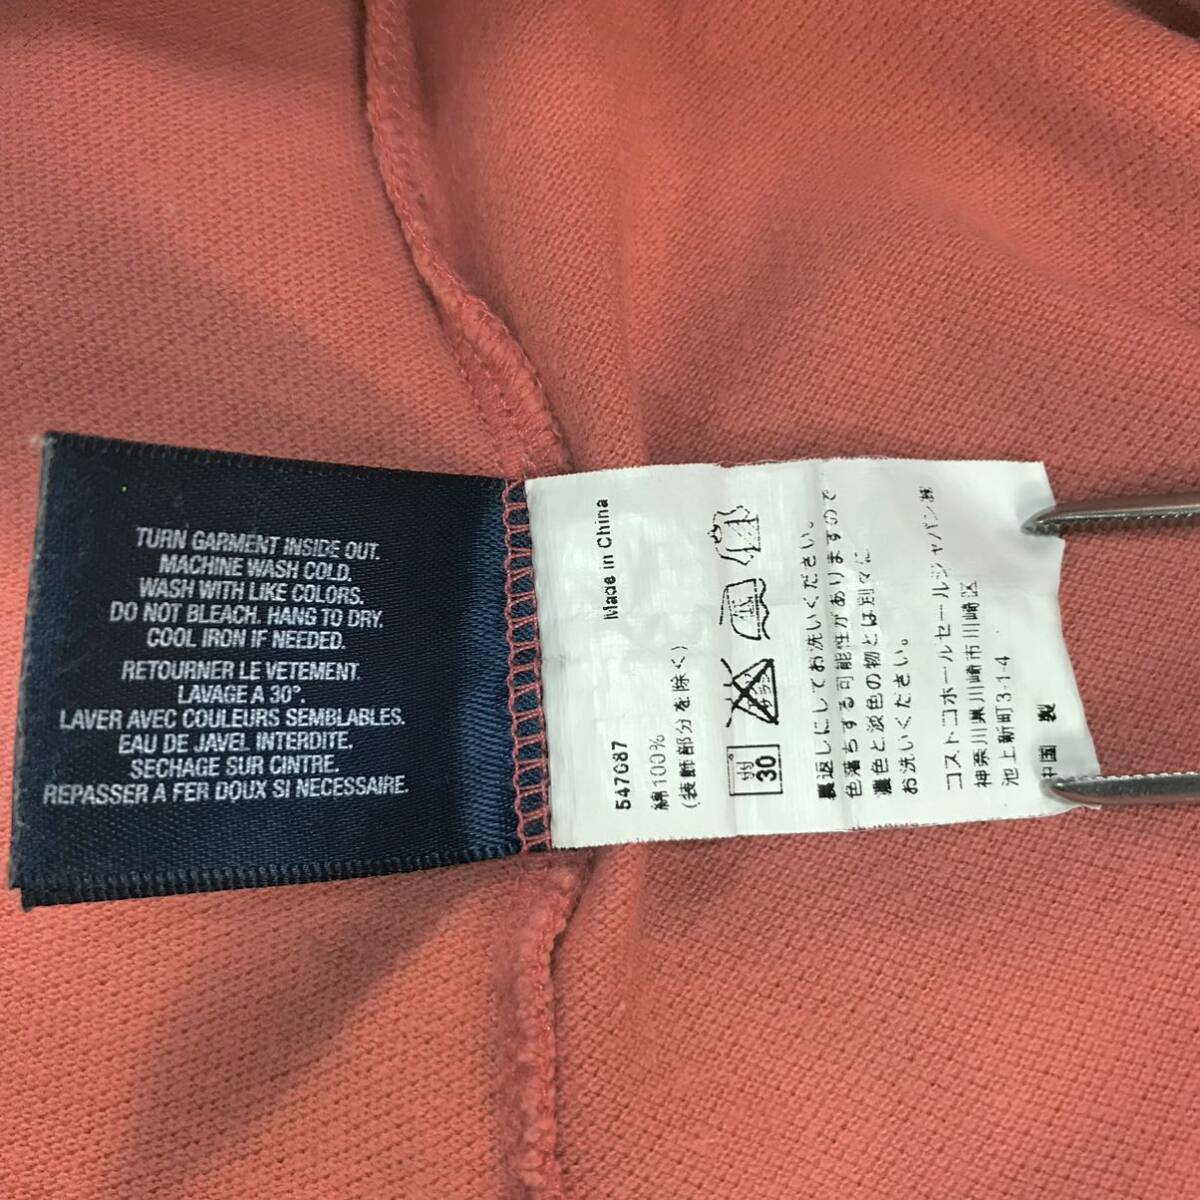 TURN GARMENT INSIDE OUT.
MACHINE WASH COLD.
WASH WITH LIKE COLORS.
DO NOT BLEACH. HANG TO DRY.
COOL IRON IF NEEDED.
RETOURNER LE VETEMENT.
LAVAGE A 30°.
LAVER AVEC COULEURS SEMBLABLES.
EAU DE JAVEL INTERDITE.
SECHAGE SUR CINTRE.
REPASSER A FER DOUX SI NECESSAIRE.
547087
Made in China
綿100%
(装飾部分を除く)
30
裏返しにしてお洗いください。
色落ちする可能性がありますので
濃色と淡色の物とは別々に
お洗いください。
コストコホールセールジャパン㈱
神奈川県川崎市川崎区
池上新町3-1-4
中国 製